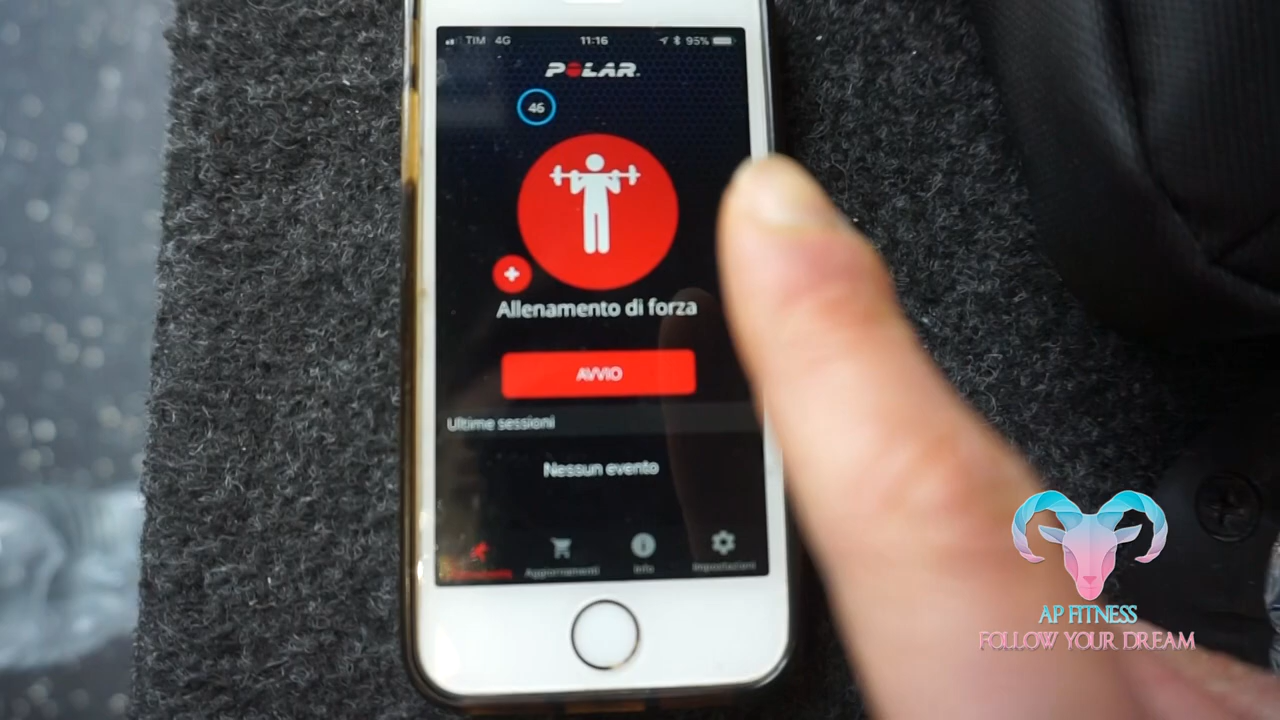 TIM 4G 11:16 95%
POLAR
46
Allenamento di forza
AVVIO
Ultime sessioni
Nessun evento
Aggiornamenti Info Impostazioni
AP FITNESS
FOLLOW YOUR DREAM